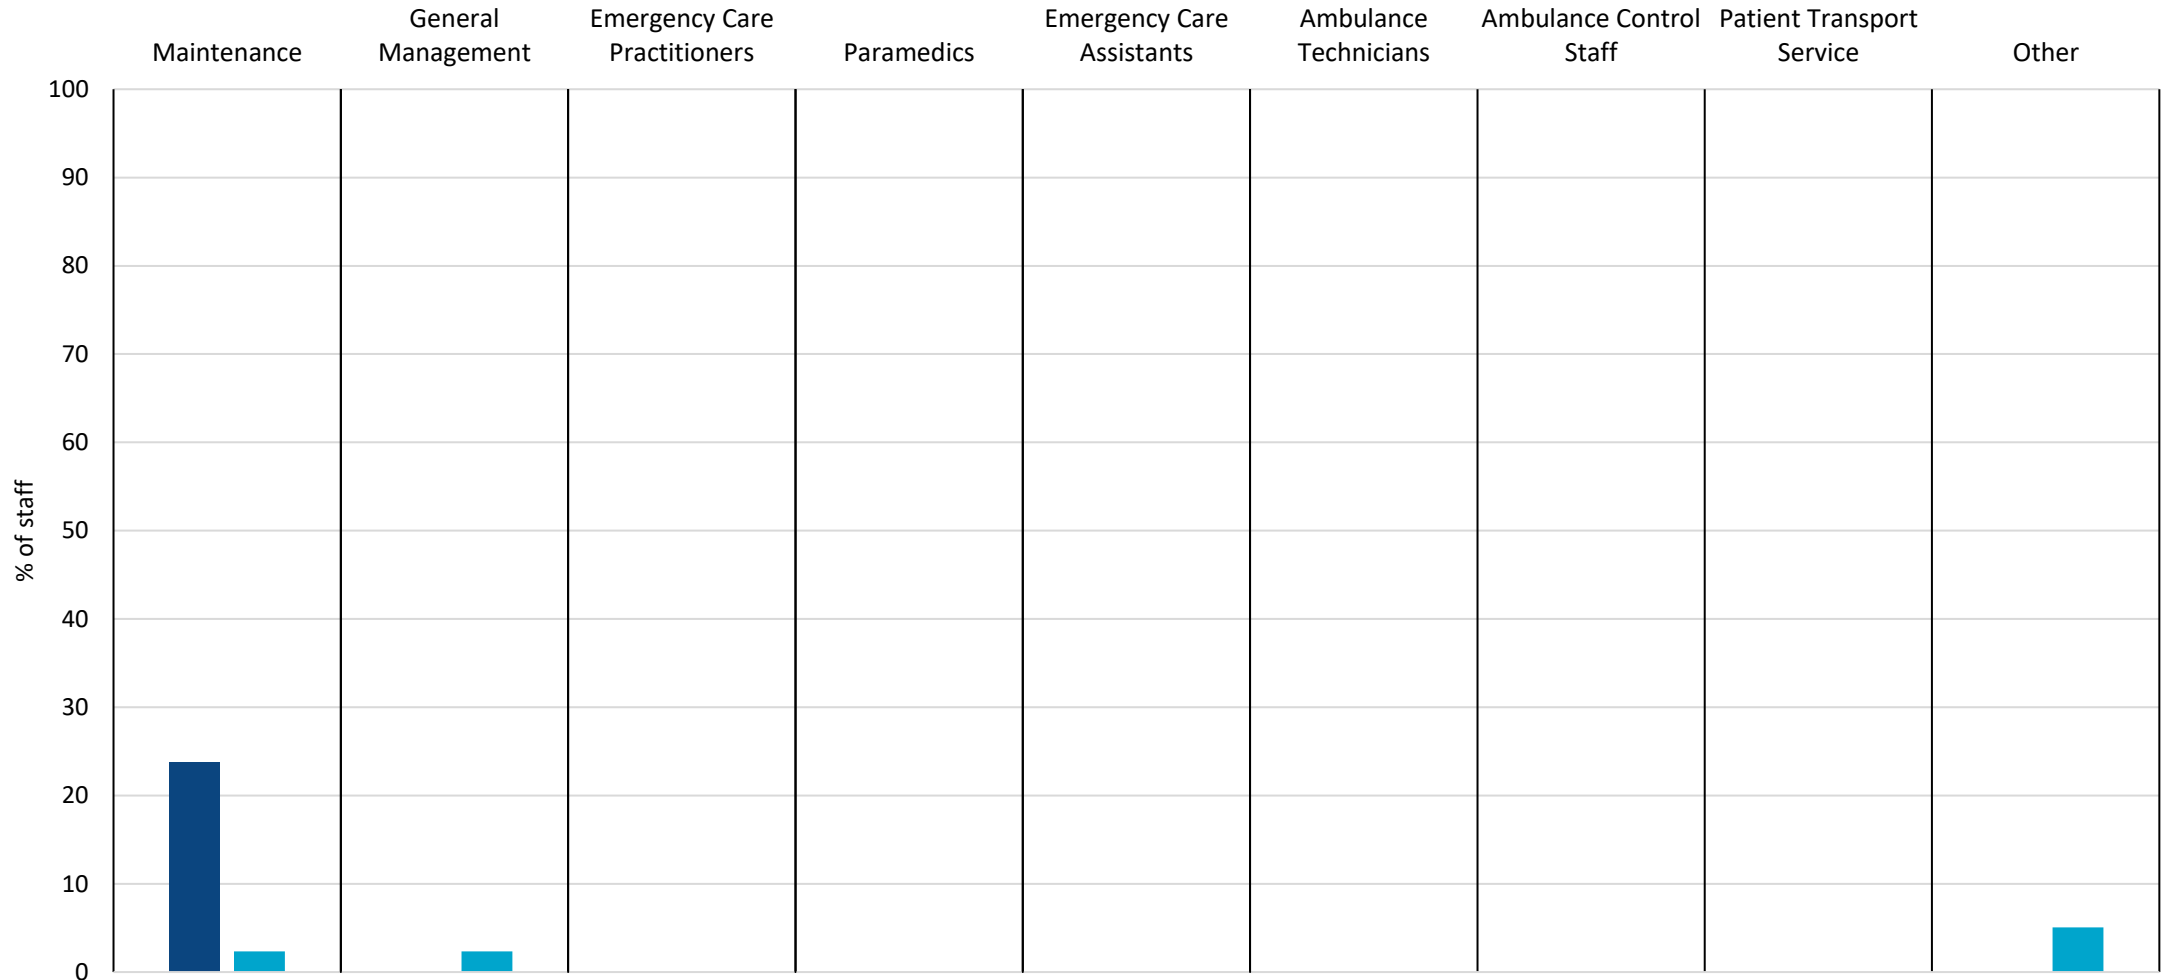 Maintenance
General
Management
Emergency Care
Practitioners
Paramedics
Emergency Care
Assistants
Ambulance
Technicians
Ambulance Control
Staff
Patient Transport
Service
Other
100
90
80
70
60
50
40
30
20
10
0
% of staff